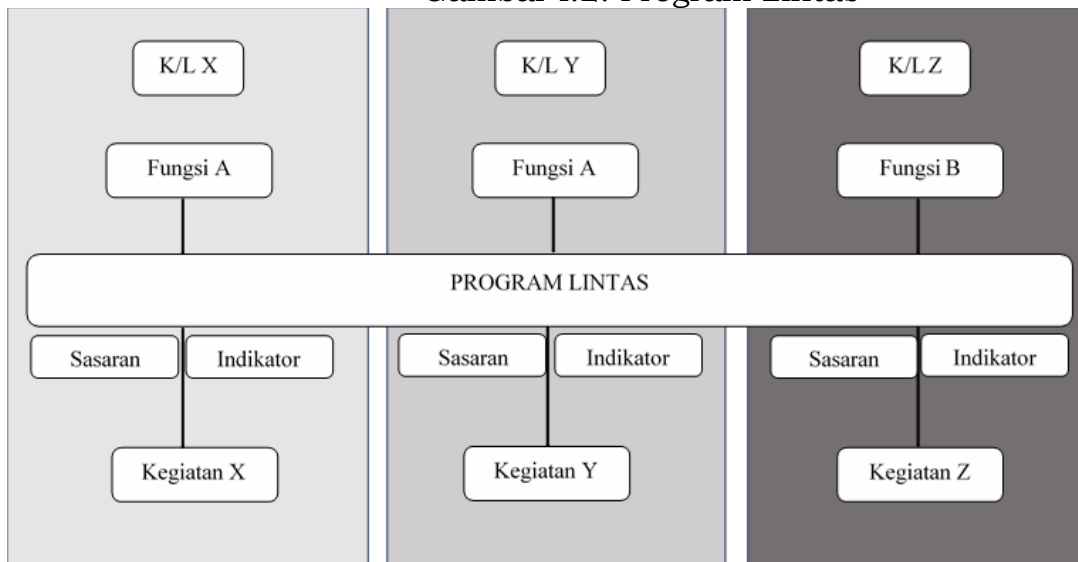 K/L X
K/L Y
K/L Z
Fungsi A
Fungsi A
Fungsi B
PROGRAM LINTAS
Sasaran
Indikator
Sasaran
Indikator
Sasaran
Indikator
Kegiatan X
Kegiatan Y
Kegiatan Z